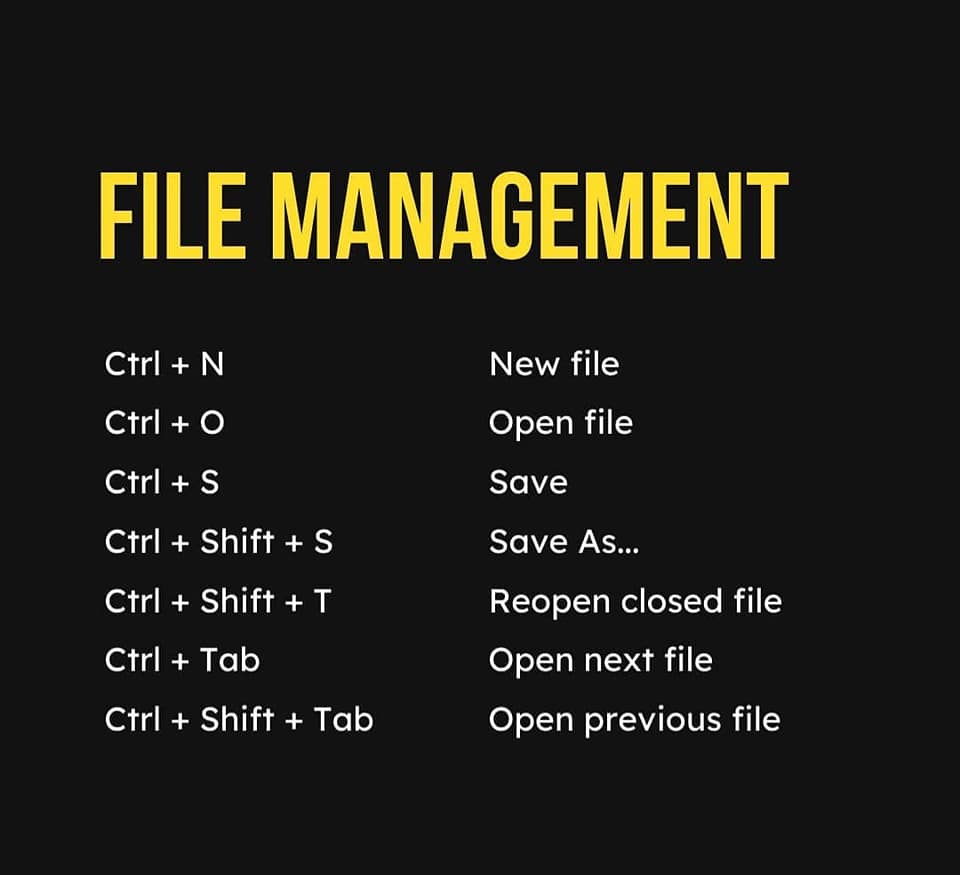 FILE MANAGEMENT
Ctrl + N New file
Ctrl + O Open file
Ctrl + S Save
Ctrl + Shift + S Save As...
Ctrl + Shift + T Reopen closed file
Ctrl + Tab Open next file
Ctrl + Shift + Tab Open previous file